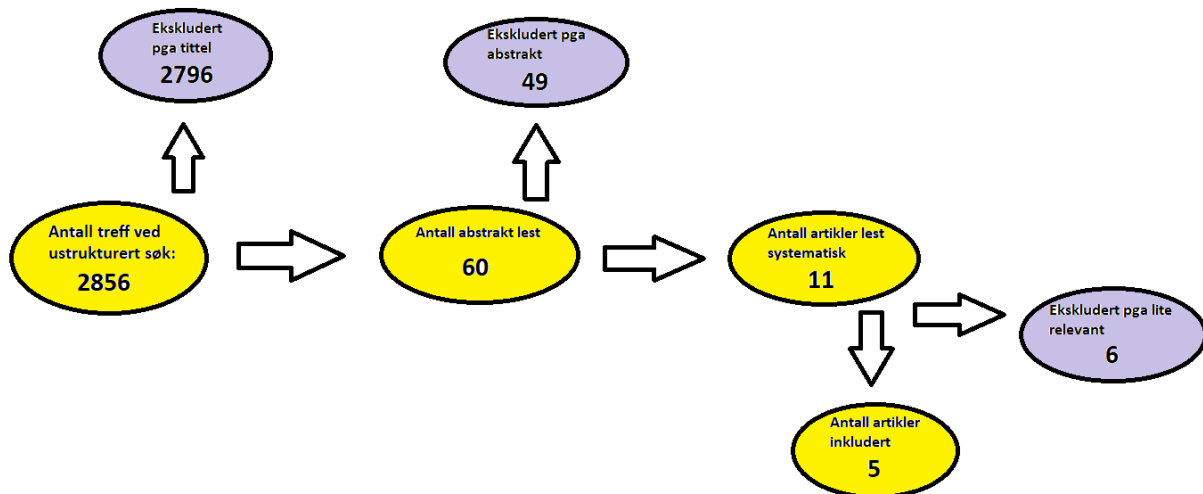 Ekskludert
pga tittel
2796
Ekskludert pga
abstrakt
49
Antall treff ved
ustrukturert søk:
2856
Antall abstrakt lest
60
Antall artikler lest
systematisk
11
Ekskludert pga lite
relevant
6
Antall artikler
inkludert
5